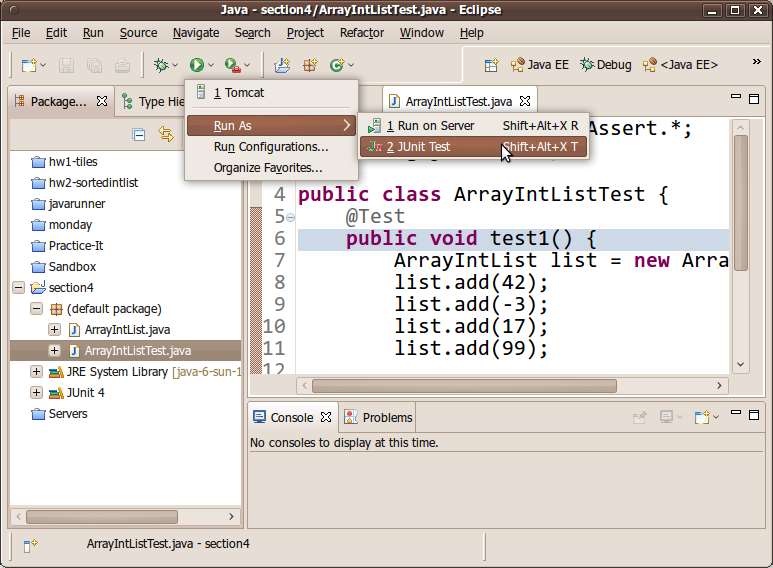 Java - section4/ArrayIntListTest.java - Eclipse
File Edit Run Source Navigate Search Project Refactor Window Help
Java EE Debug <Java EE> »
Package... Type Hie ArrayIntListTest.java
1 Tomcat
Run As
Run Configurations...
Organize Favorites...
1 Run on Server Shift+Alt+X R
2 JUnit Test Shift+Alt+X T
hw1-tiles
hw2-sortedintlist
javarunner
monday
Practice-It
Sandbox
section4
(default package)
ArrayIntList.java
ArrayIntListTest.java
JRE System Library [java-6-sun-1
JUnit 4
Servers
Assert.*;
4 public class ArrayIntListTest {
5 @Test
6 public void test1() {
7 ArrayIntList list = new Arra
8 list.add(42);
9 list.add(-3);
10 list.add(17);
11 list.add(99);
12
Console Problems
No consoles to display at this time.
ArrayIntListTest.java - section4